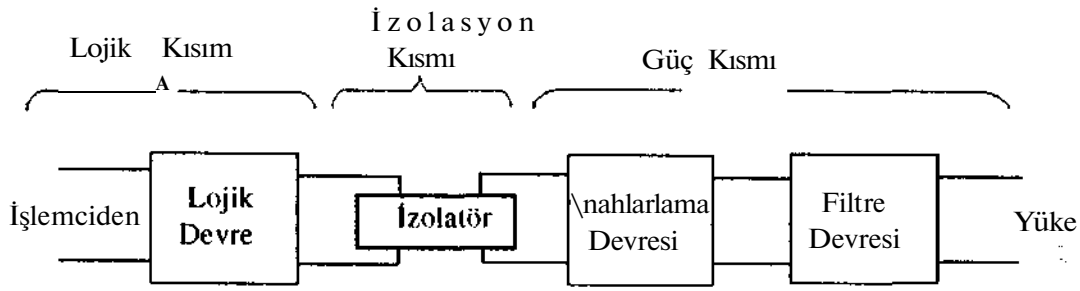 Lojik Kısım
İzolasyon
Kısmı
Güç Kısmı
A
İşlemciden
Lojik
Devre
İzolatör
\nahlarlama
Devresi
Filtre
Devresi
Yüke